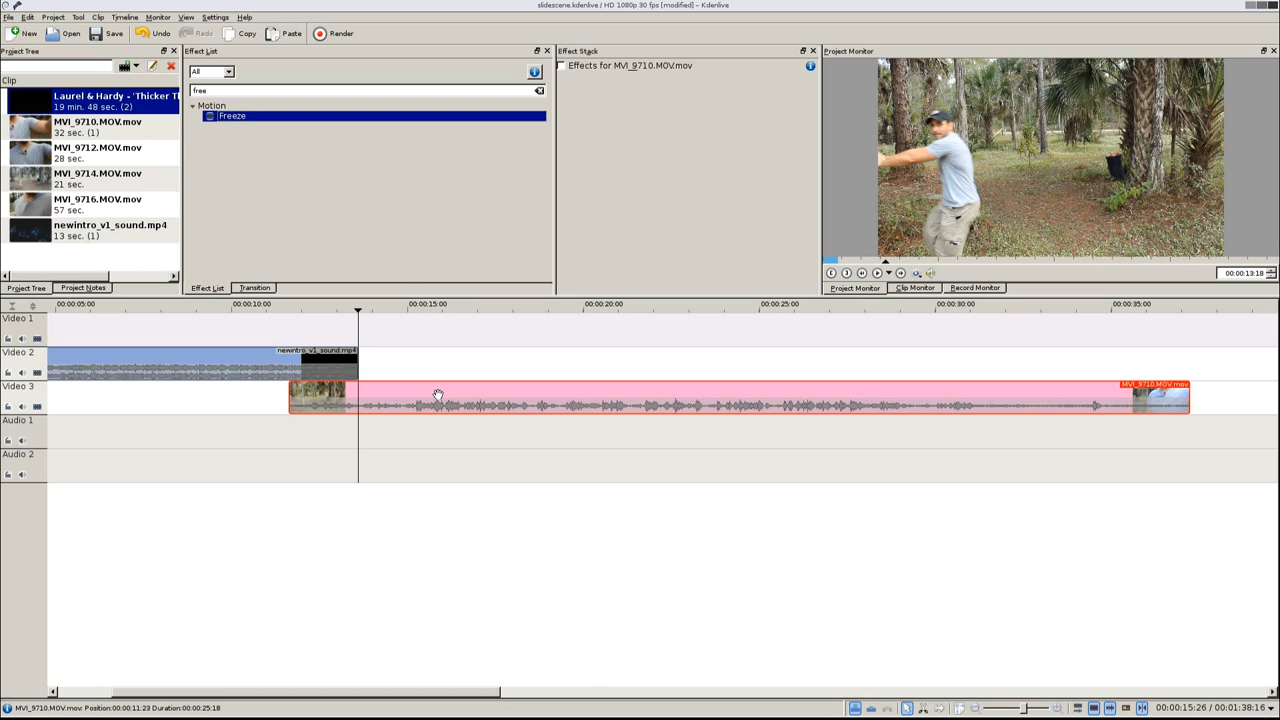 slidescene.kdenlive / HD 1080p 30 fps [modified] – Kdenlive
File Edit Project Tool Clip Timeline Monitor View Settings Help
New Open Save Undo Redo Copy Paste Render
Project Tree
Effect List
Effect Stack
Project Monitor
All
Effects for MVI_9710.MOV.mov
Clip
free
Laurel & Hardy - 'Thicker T
19 min. 48 sec. (2)
Motion
Freeze
MVI_9710.MOV.mov
32 sec. (1)
MVI_9712.MOV.mov
28 sec.
MVI_9714.MOV.mov
21 sec.
MVI_9716.MOV.mov
57 sec.
newintro_v1_sound.mp4
13 sec. (1)
00:00:13:18
Project Tree Project Notes
Effect List Transition
Project Monitor Clip Monitor Record Monitor
00:00:05:00 00:00:10:00 00:00:15:00 00:00:20:00 00:00:25:00 00:00:30:00 00:00:35:00
Video 1
Video 2
newintro_v1_sound.mp4
Video 3
MVI_9710.MOV.mov
Audio 1
Audio 2
MVI_9710.MOV.mov: Position:00:00:11:23 Duration:00:00:25:18
00:00:15:26 / 00:01:38:16